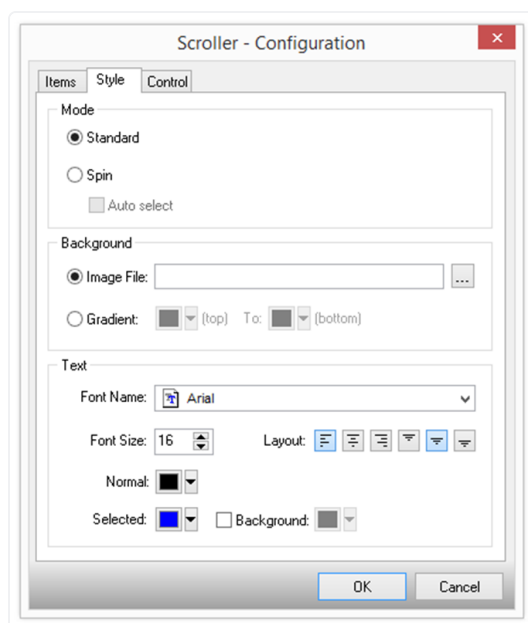 Scroller - Configuration
Items Style Control
Mode
Standard
Spin
Auto select
Background
Image File: ...
Gradient: (top) To: (bottom)
Text
Font Name: Arial
Font Size: 16 Layout:
Normal:
Selected: Background:
OK Cancel